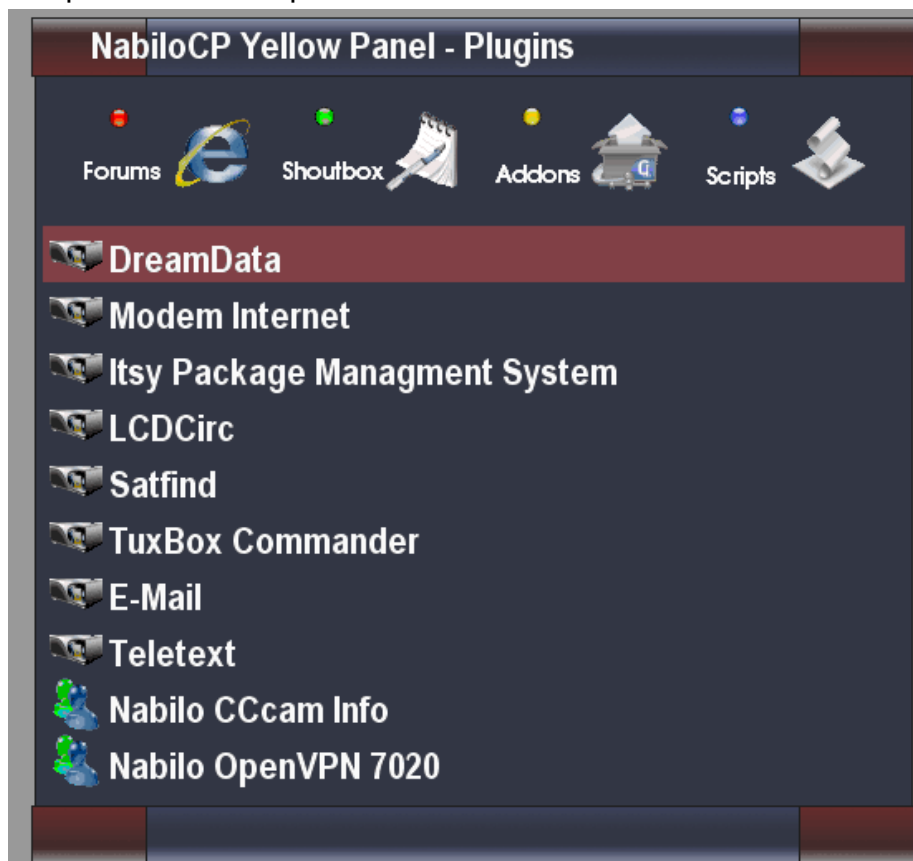 NabiloCP Yellow Panel - Plugins
Forums Shoutbox Addons Scripts
DreamData
Modem Internet
Itsy Package Managment System
LCDCirc
Satfind
TuxBox Commander
E-Mail
Teletext
Nabilo CCcam Info
Nabilo OpenVPN 7020